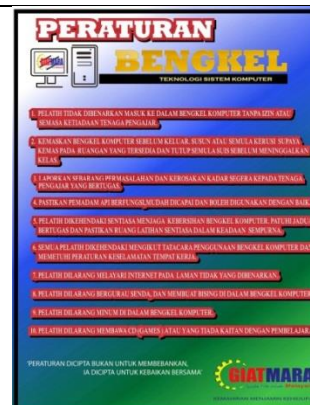 PERATURAN
BENGKEL
TEKNOLOGI SISTEM KOMPUTER
1. PELATIH TIDAK DIBENARKAN MASUK KE DALAM BENGKEL KOMPUTER TANPA IZIN ATAU
SEMASA KETIADAAN TENAGA PENGAJAR.
2. KEMASKAN BENGKEL KOMPUTER SEBELUM KELUAR, SUSUN ATAU SEMULA KERUSI SUPAYA
KEMAS PADA RUANGAN YANG TERSEDIA DAN TUTUP SEMULA SUIS SEBELUM MENINGGALKAN
KELAS.
3. LAPORKAN SEBARANG PERMASALAHAN DAN KEROSAKAN KADAR SEGERA KEPADA TENAGA
PENGAJAR YANG BERTUGAS.
4. PASTIKAN PEMADAM API BERFUNGSI, MUDAH DICAPAI DAN BOLEH DIGUNAKAN DENGAN BAIK.
5. PELATIH DIKEHENDAKI SENTIASA MENJAGA KEBERSIHAN BENGKEL KOMPUTER. PATUHI JADUAL
BERTUGAS DAN PASTIKAN RUANG LATIHAN SENTIASA DALAM KEADAAN SEMPURNA.
6. SEMUA PELATIH DIKEHENDAKI MENGIKUT TATACARA PENGGUNAAN BENGKEL KOMPUTER DAN
MEMETUHI PERATURAN KESELAMATAN TEMPAT KERJA.
7. PELATIH DILARANG MELAYARI INTERNET PADA LAMAN TIDAK YANG DIBENARKAN.
8. PELATIH DILARANG BERGURAU SENDA, DAN MEMBUAT BISING DI DALAM BENGKEL KOMPUTER.
9. PELATIH DILARANG MINUM DI DALAM BENGKEL KOMPUTER.
10. PELATIH DILARANG MEMBAWA CD (GAMES) ATAU YANG TIADA KAITAN DENGAN PEMBELAJARAN
'PERATURAN DICIPTA BUKAN UNTUK MEMBEBANKAN,
IA DICIPTA UNTUK KEBAIKAN BERSAMA'
GIATMARA